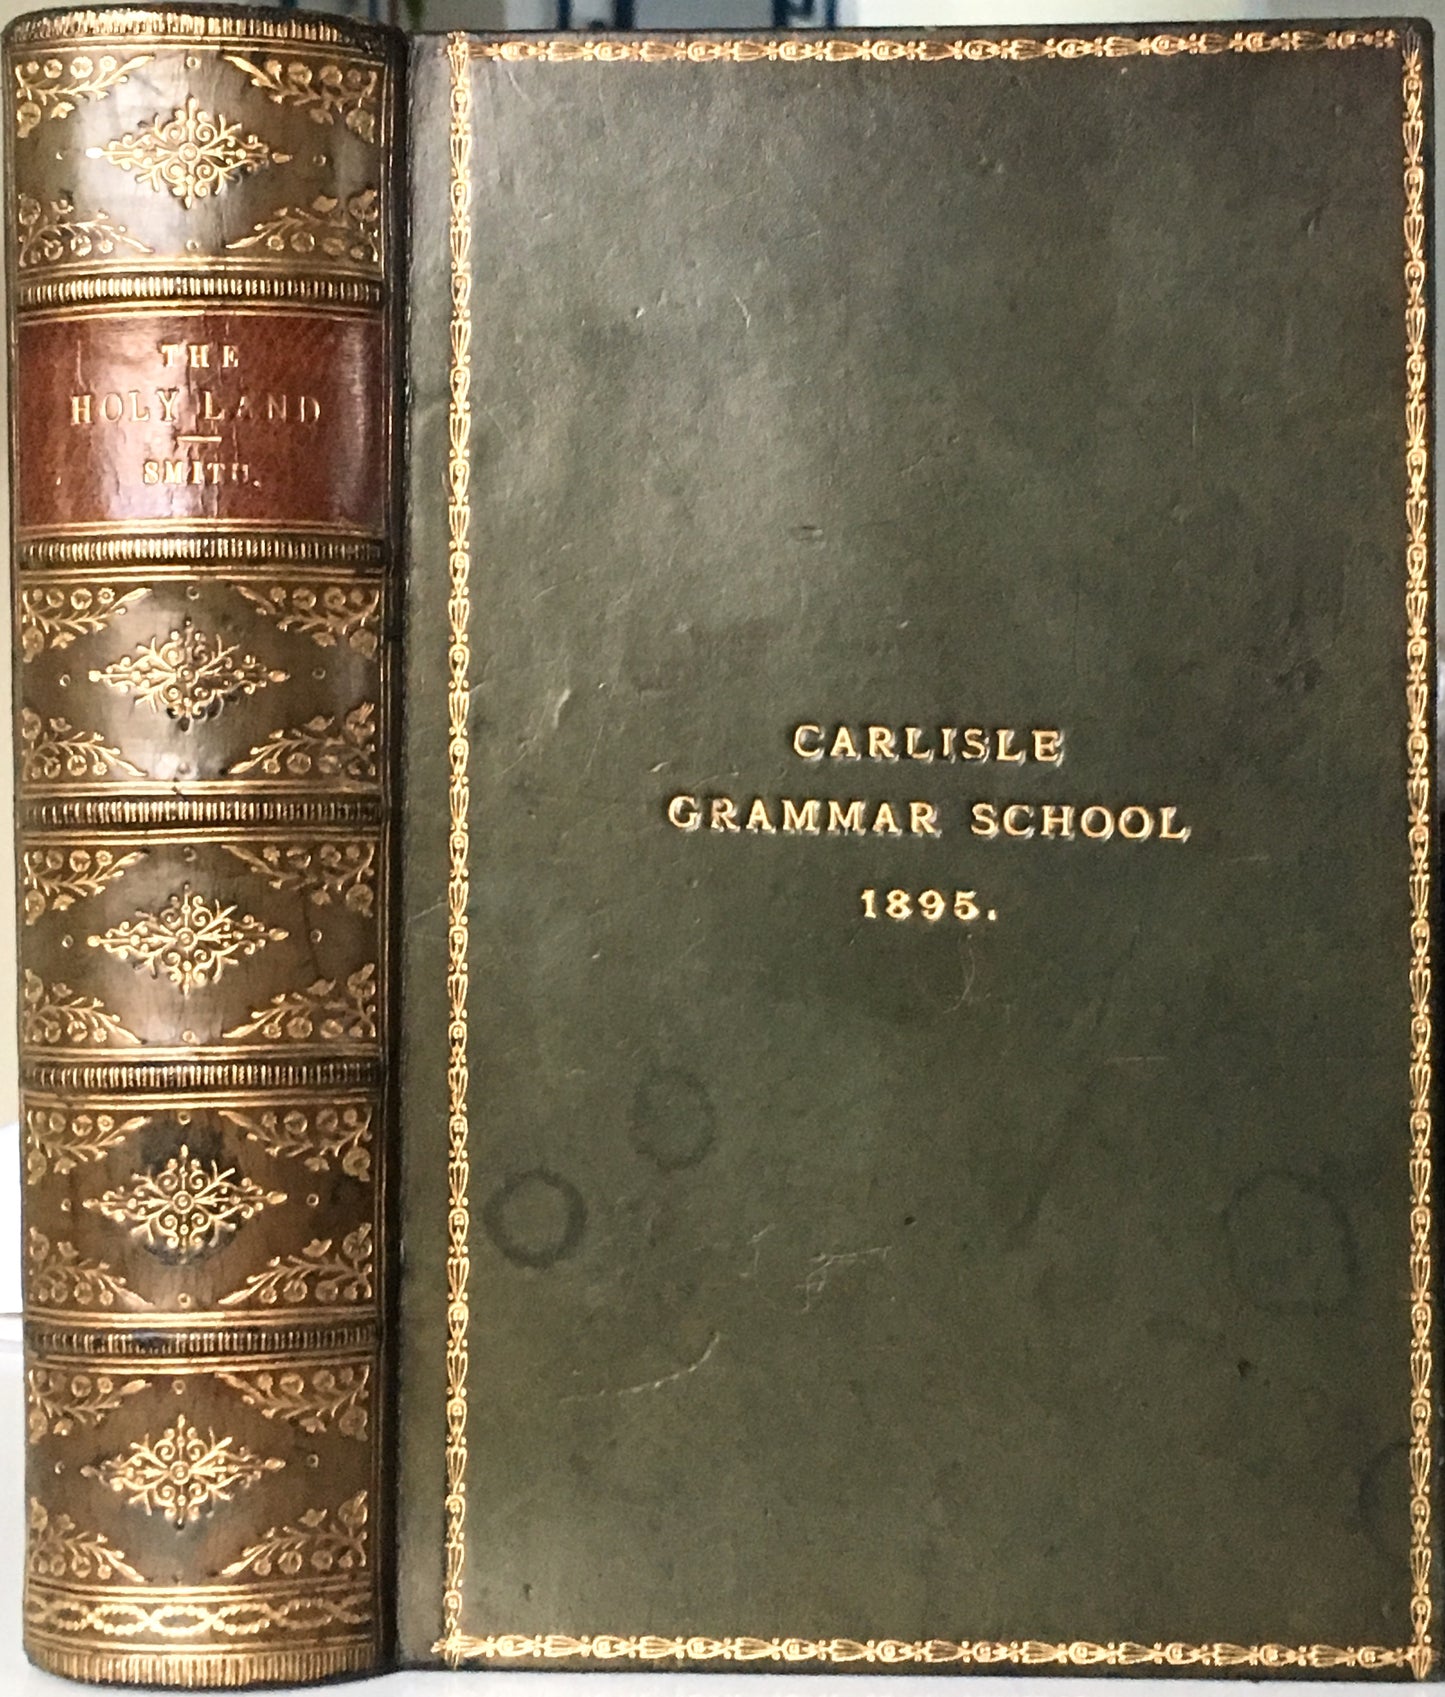 THE
HOLY LAND
SMITH.
CARLISLE
GRAMMAR SCHOOL
1895.